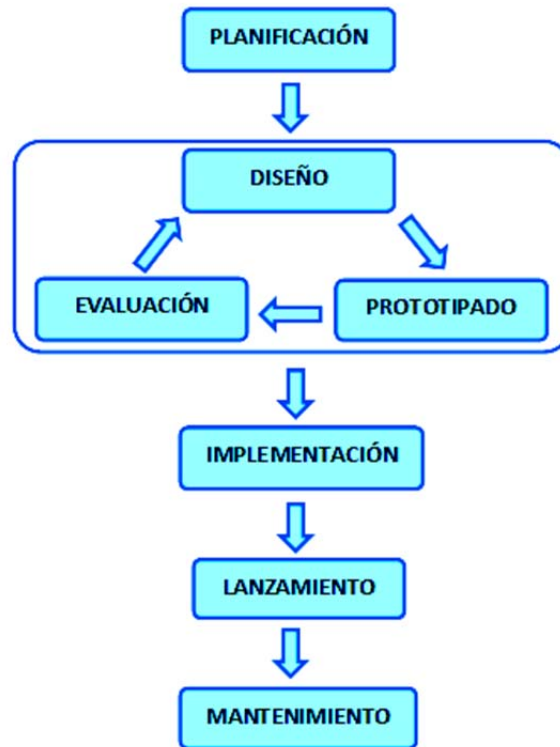 PLANIFICACIÓN
DISEÑO
EVALUACIÓN
PROTOTIPADO
IMPLEMENTACIÓN
LANZAMIENTO
MANTENIMIENTO